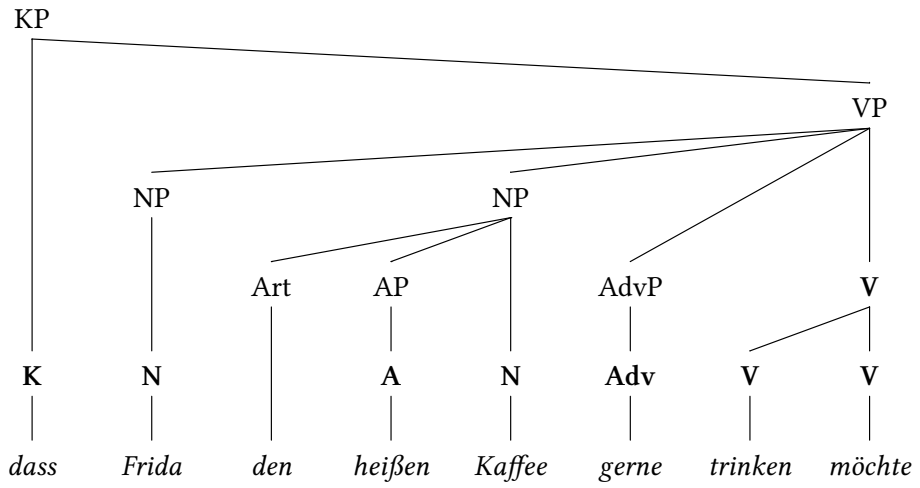 KP
VP
NP NP
Art AP AdvP V
K N A N Adv V V
dass Frida den heißen Kaffee gerne trinken möchte